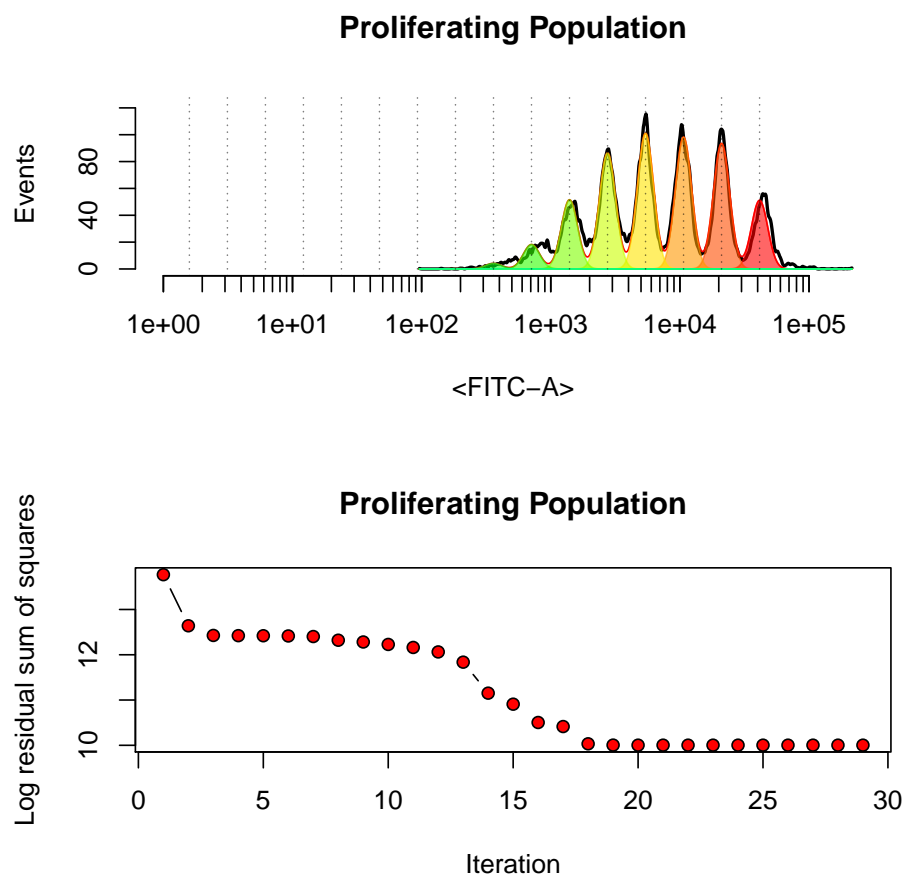 Proliferating Population
Events
0 40 80
1e+00 1e+01 1e+02 1e+03 1e+04 1e+05
<FITC−A>
Proliferating Population
Log residual sum of squares
10 12
0 5 10 15 20 25 30
Iteration